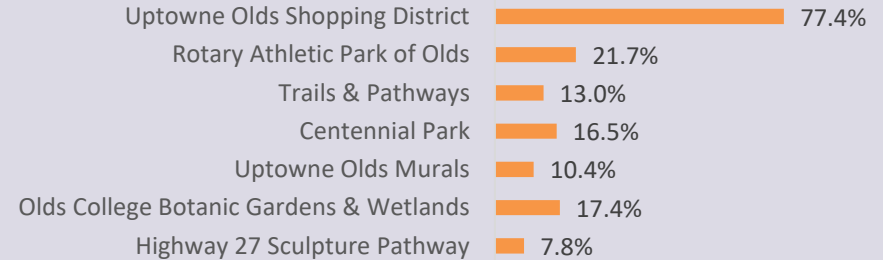 Uptowne Olds Shopping District 77.4%
Rotary Athletic Park of Olds 21.7%
Trails & Pathways 13.0%
Centennial Park 16.5%
Uptowne Olds Murals 10.4%
Olds College Botanic Gardens & Wetlands 17.4%
Highway 27 Sculpture Pathway 7.8%